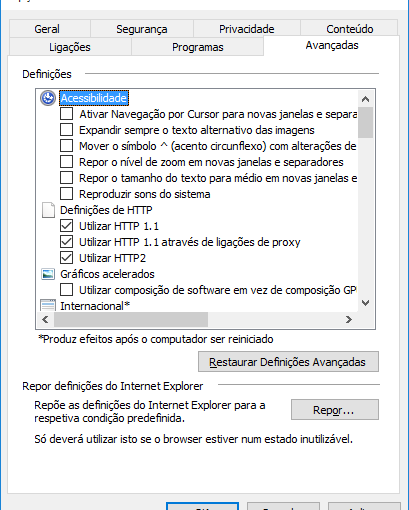 Geral Segurança Privacidade Conteúdo
Ligações Programas Avançadas
Definições
Acessibilidade
Ativar Navegação por Cursor para novas janelas e separa
Expandir sempre o texto alternativo das imagens
Mover o símbolo ^ (acento circunflexo) com alterações de
Repor o nível de zoom em novas janelas e separadores
Repor o tamanho do texto para médio em novas janelas e
Reproduzir sons do sistema
Definições de HTTP
Utilizar HTTP 1.1
Utilizar HTTP 1.1 através de ligações de proxy
Utilizar HTTP2
Gráficos acelerados
Utilizar composição de software em vez de composição GP
Internacional*
*Produz efeitos após o computador ser reiniciado
Restaurar Definições Avançadas
Repor definições do Internet Explorer
Repõe as definições do Internet Explorer para a
respetiva condição predefinida.
Repor...
Só deverá utilizar isto se o browser estiver num estado inutilizável.